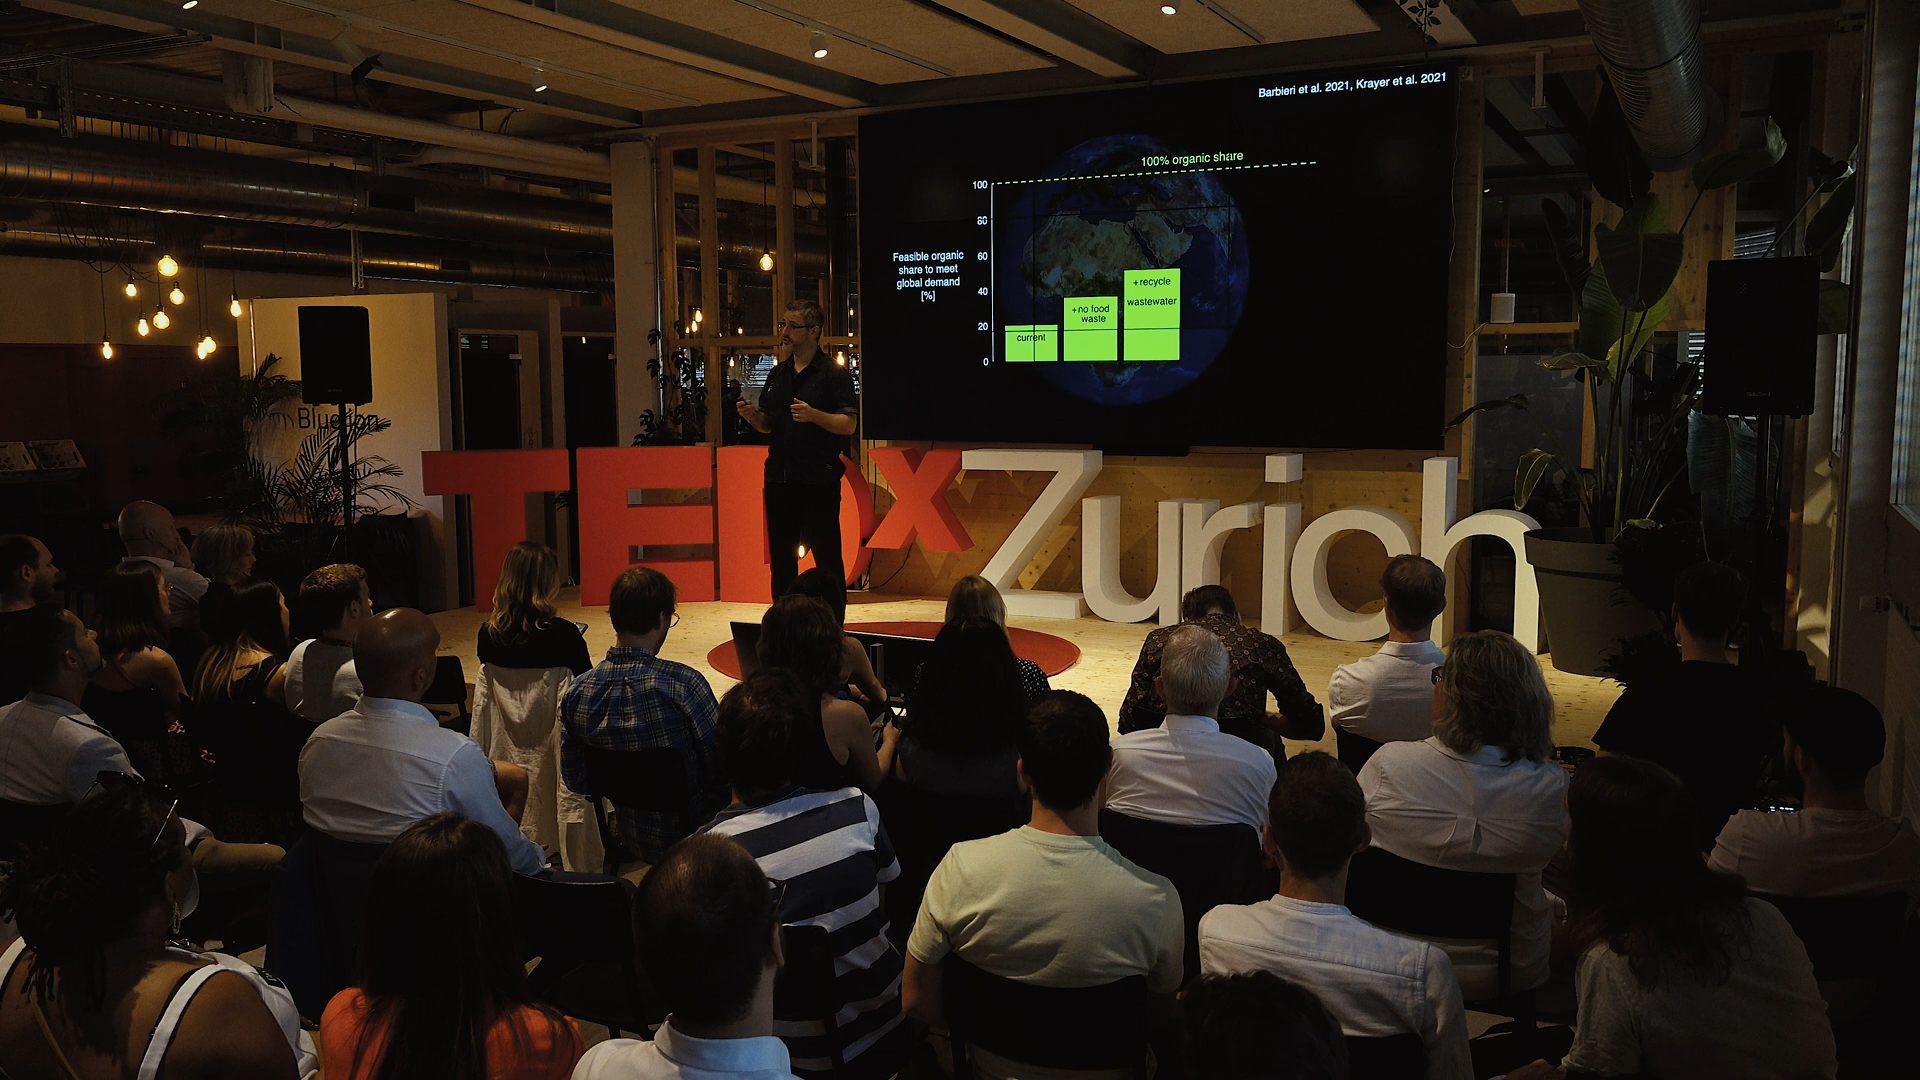 Barbieri et al. 2021, Krayer et al. 2021
100% organic share
100
80
60
40
20
0
Feasible organic
share to meet
global demand
[%]
current
+no food
waste
+recycle
wastewater
Bluelion
TEDxZurich